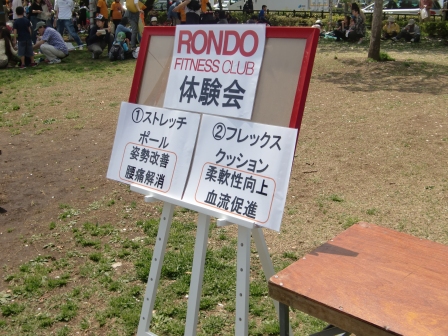 RONDO
FITNESS CLUB
体験会
①ストレッチ
ポール
姿勢改善
腰痛解消
②フレックス
クッション
柔軟性向上
血流促進